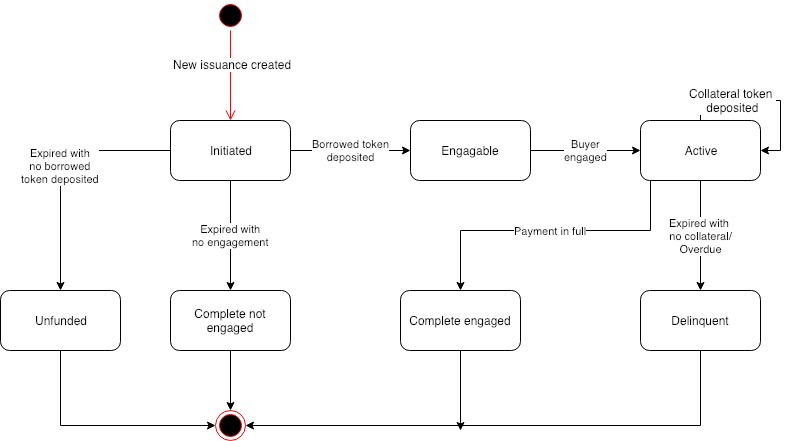 New issuance created
Collateral token
deposited
Initiated
Borrowed token
deposited
Engagable
Buyer
engaged
Active
Expired with
no borrowed
token deposited
Expired with
no engagement
Payment in full
Expired with
no collateral/
Overdue
Unfunded
Complete not
engaged
Complete engaged
Delinquent